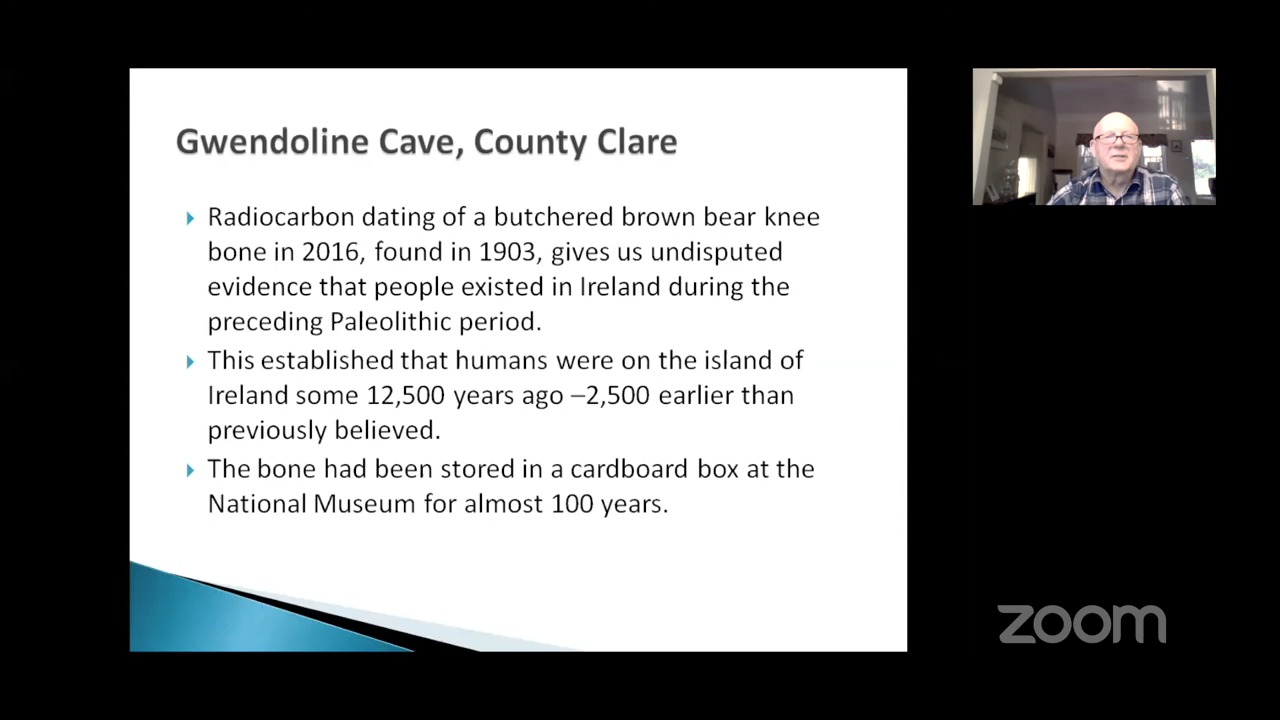 Gwendoline Cave, County Clare
Radiocarbon dating of a butchered brown bear knee
bone in 2016, found in 1903, gives us undisputed
evidence that people existed in Ireland during the
preceding Paleolithic period.
This established that humans were on the island of
Ireland some 12,500 years ago –2,500 earlier than
previously believed.
The bone had been stored in a cardboard box at the
National Museum for almost 100 years.
zoom